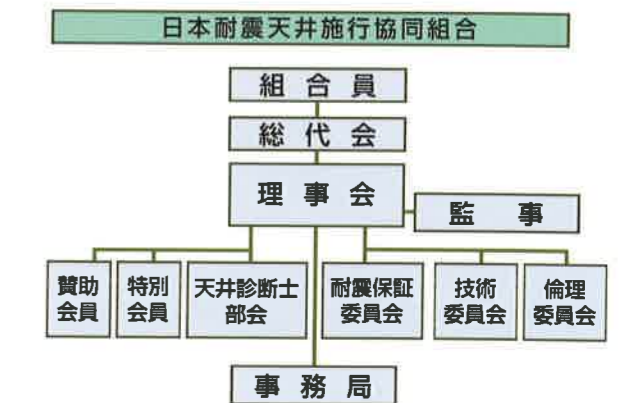 日本耐震天井施行協同組合
組合員
総代会
理事会
監事
賛助
会員
特別
会員
天井診断士
部会
耐震保証
委員会
技術
委員会
倫理
委員会
事務局